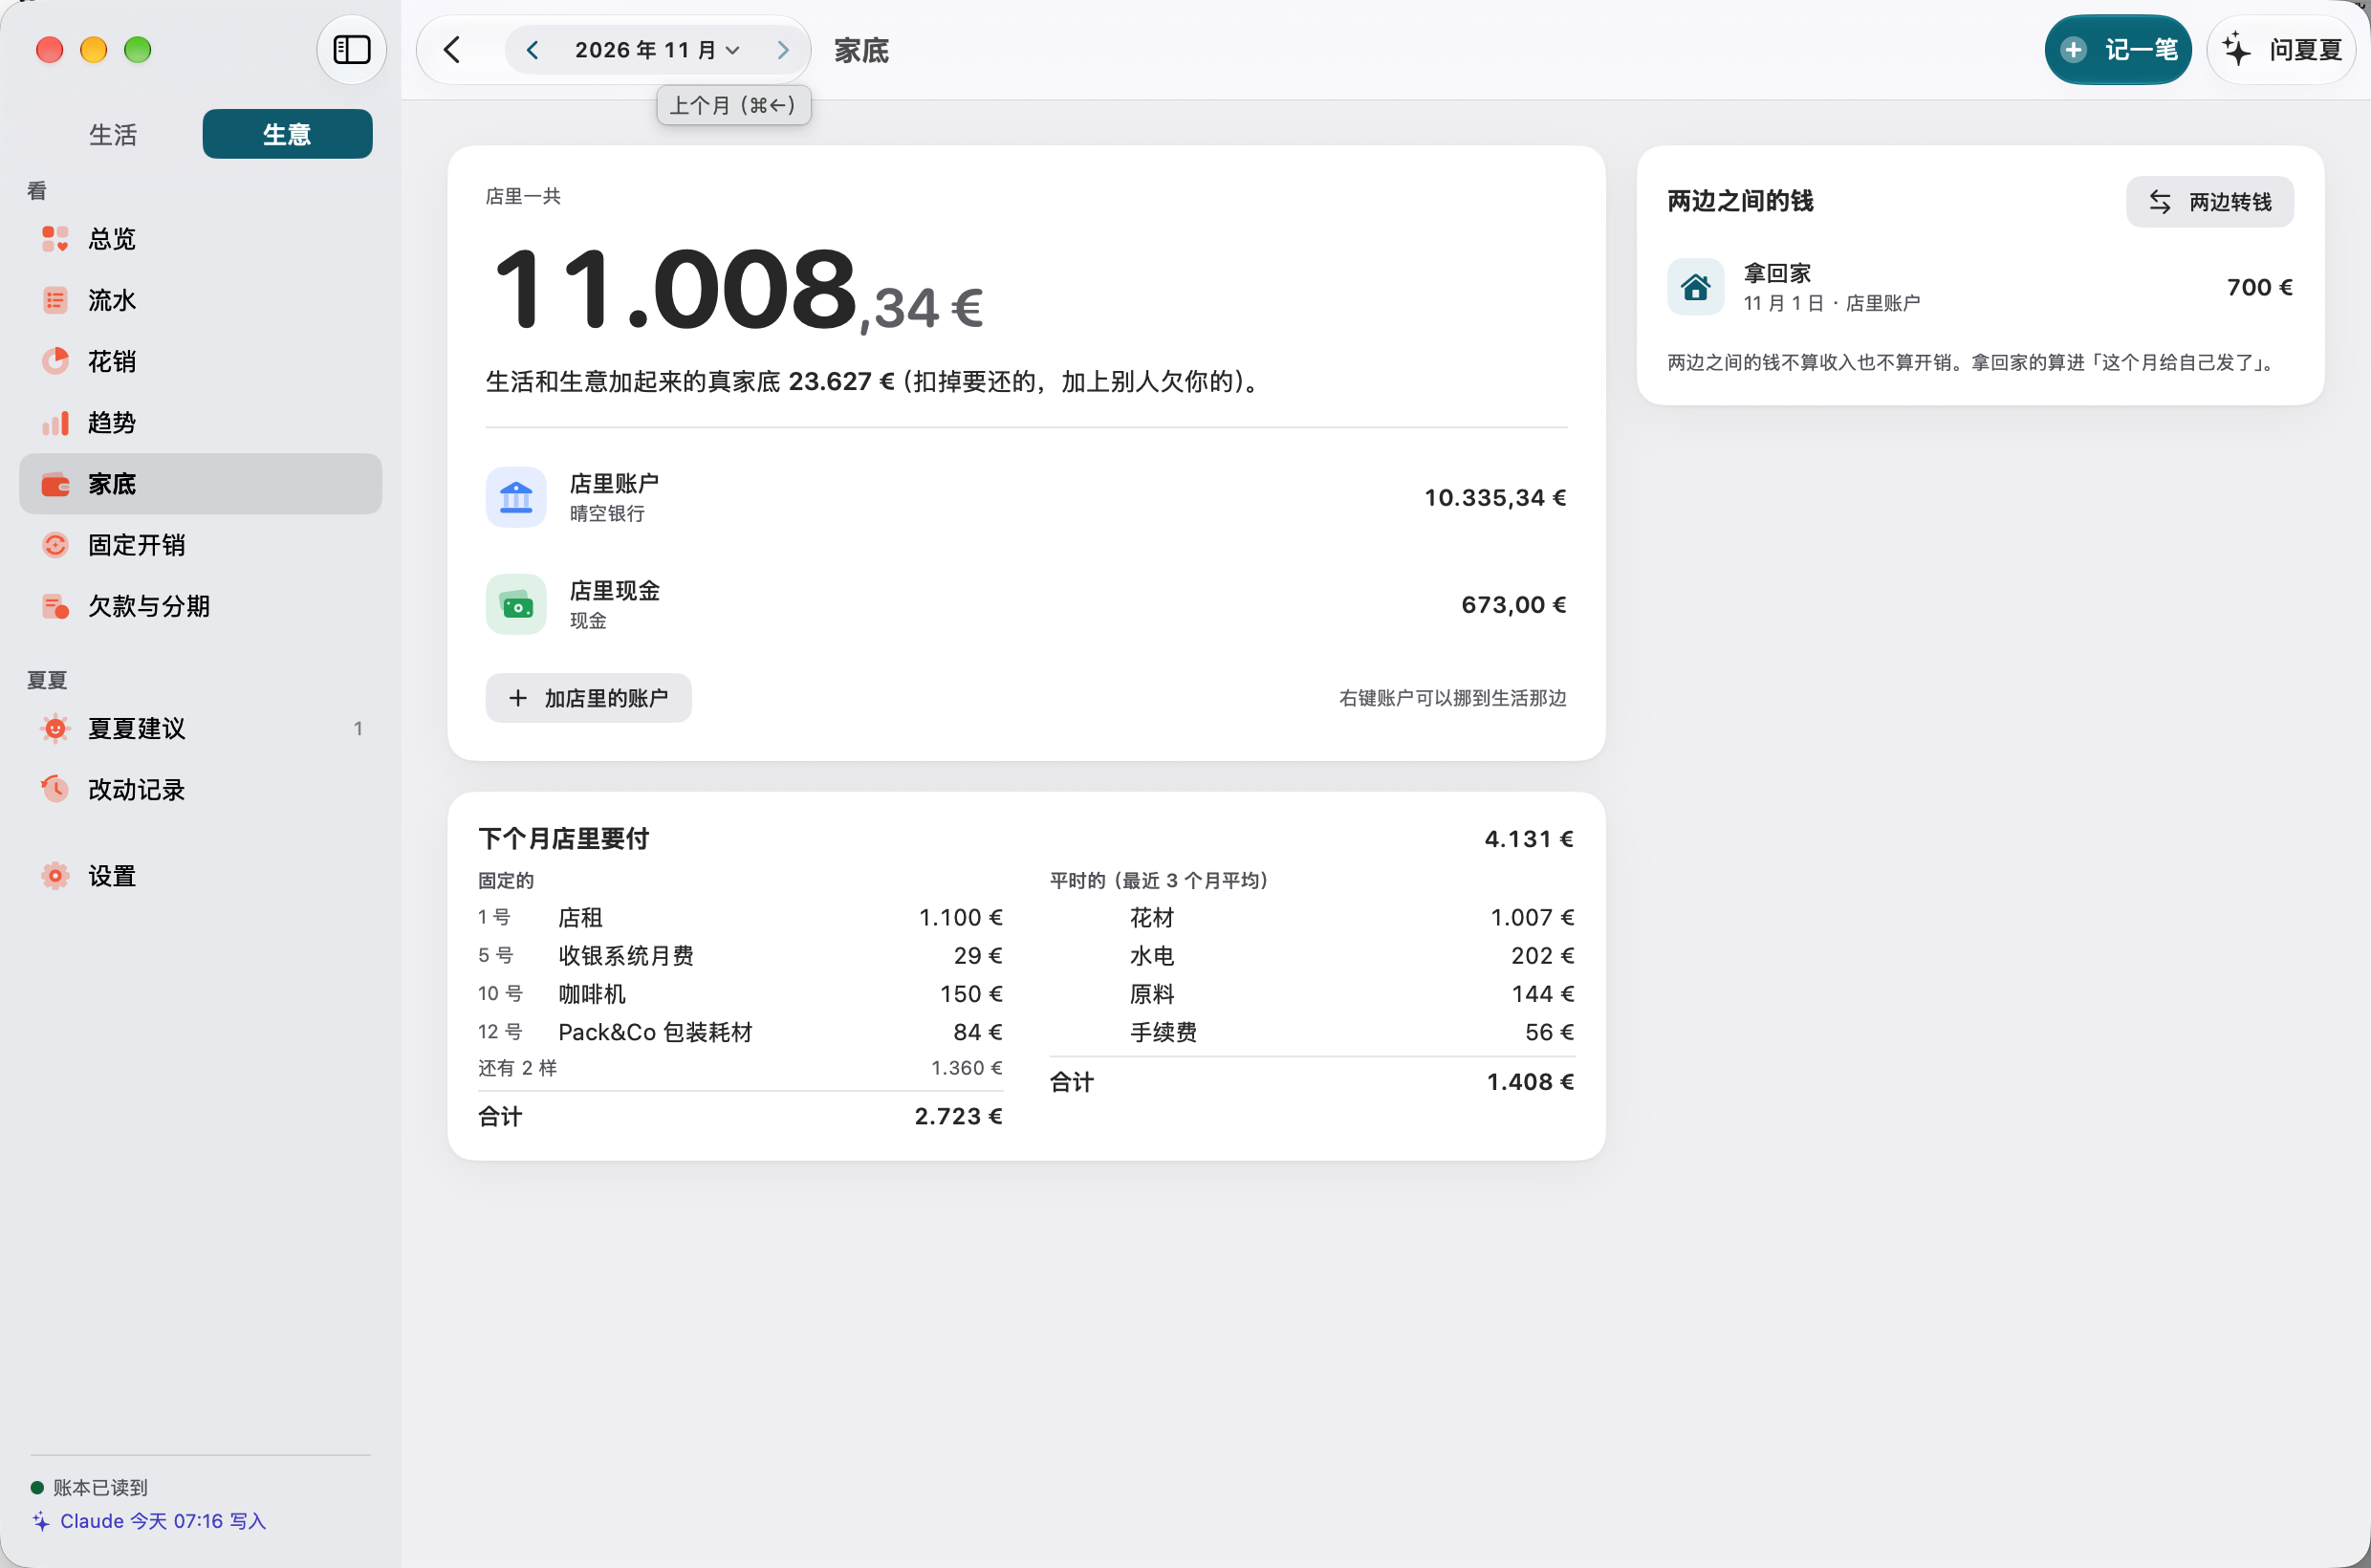 2026 年 11 月
家底
记一笔
问夏夏
上个月 (⌘←)
生活
生意
看
总览
流水
花销
趋势
家底
固定开销
欠款与分期
夏夏
夏夏建议
1
改动记录
设置
账本已读到
Claude 今天 07:16 写入
店里一共
11.008,34 €
生活和生意加起来的真家底 23.627 € (扣掉要还的，加上别人欠你的)。
店里账户
晴空银行
10.335,34 €
店里现金
现金
673,00 €
加店里的账户
右键账户可以挪到生活那边
下个月店里要付
4.131 €
固定的
1 号 店租 1.100 €
5 号 收银系统月费 29 €
10 号 咖啡机 150 €
12 号 Pack&Co 包装耗材 84 €
还有 2 样 1.360 €
合计 2.723 €
平时的 (最近 3 个月平均)
花材 1.007 €
水电 202 €
原料 144 €
手续费 56 €
合计 1.408 €
两边之间的钱
两边转钱
拿回家
11 月 1 日 · 店里账户
700 €
两边之间的钱不算收入也不算开销。拿回家的算进「这个月给自己发了」。